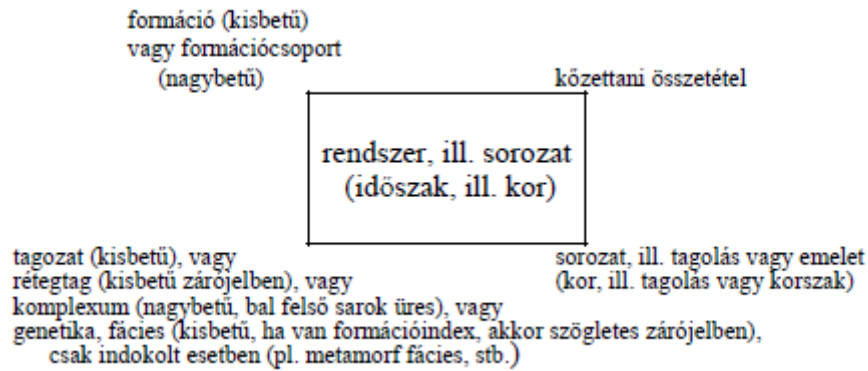 formáció (kisbetű)
vagy formációcsoport
(nagybetű)
kőzettani összetétel
rendszer, ill. sorozat
(időszak, ill. kor)
tagozat (kisbetű), vagy
rétegtag (kisbetű zárójelben), vagy
komplexum (nagybetű, bal felső sarok üres), vagy
genetika, fácies (kisbetű, ha van formációindex, akkor szögletes zárójelben),
csak indokolt esetben (pl. metamorf fácies, stb.)
sorozat, ill. tagolás vagy emelet
(kor, ill. tagolás vagy korszak)